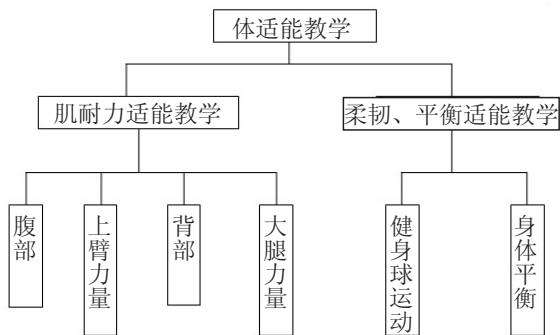 体适能教学
肌耐力适能教学
柔韧、平衡适能教学
腹部
上臂力量
背部
大腿力量
健身球运动
身体平衡